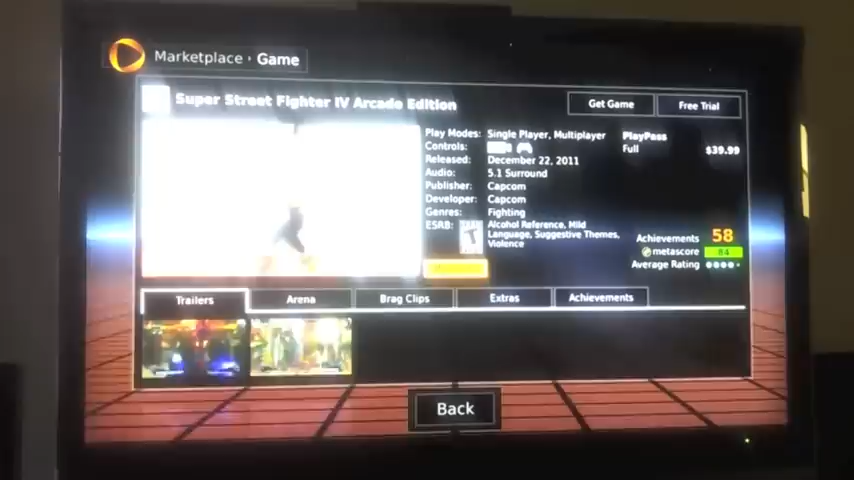 Marketplace › Game
Super Street Fighter IV Arcade Edition
Get Game
Free Trial
Play Modes: Single Player, Multiplayer
Controls:
Released: December 22, 2011
Audio: 5.1 Surround
Publisher: Capcom
Developer: Capcom
Genres: Fighting
ESRB: T Alcohol Reference, Mild
Language, Suggestive Themes,
Violence
PlayPass
Full $39.99
Achievements 58
metascore 84
Average Rating
Trailers
Arena
Brag Clips
Extras
Achievements
Back